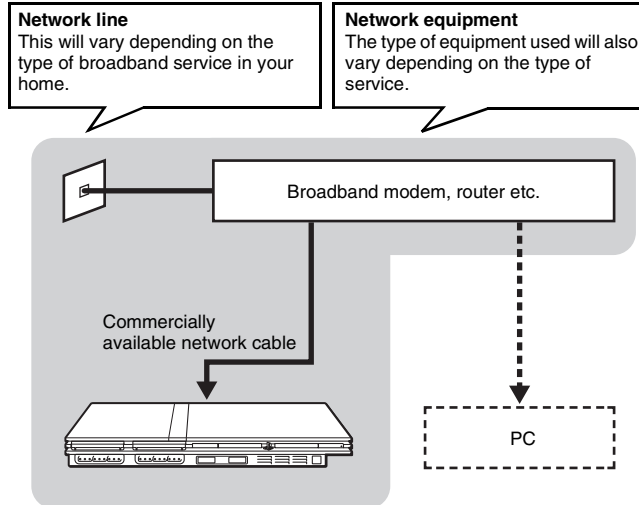 Network line
This will vary depending on the
type of broadband service in your
home.
Network equipment
The type of equipment used will also
vary depending on the type of
service.
Broadband modem, router etc.
Commercially
available network cable
PC